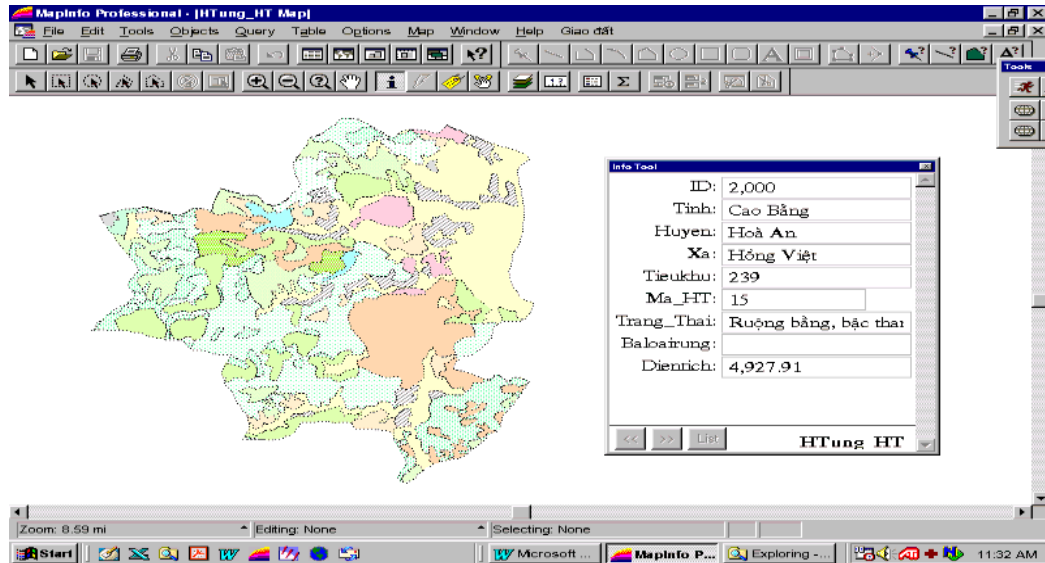 MapInfo Professional - [HTung_HT Map]
File Edit Tools Objects Query Table Options Map Window Help Giao đất
Tools
Info Tool
ID: 2,000
Tinh: Cao Bằng
Huyen: Hoà An
Xa: Hồng Việt
Tieukhu: 239
Ma_HT: 15
Trang_Thai: Ruộng bằng, bậc thai
Baloairung:
Dientich: 4,927.91
<< >> List HTung HT
Zoom: 8.59 mi Editing: None Selecting: None
Start Microsoft ... MapInfo P... Exploring -... 11:32 AM